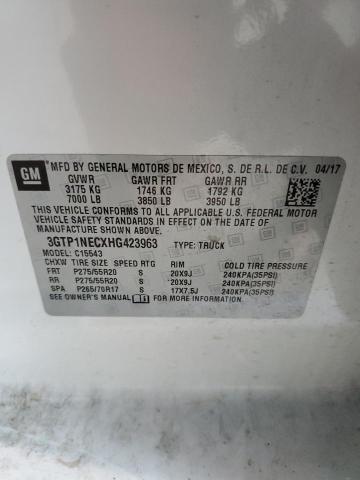 GM
MFD BY GENERAL MOTORS DE MEXICO, S. DE R.L. DE C.V. 04/17
GVWR GAWR FRT GAWR RR
3175 KG 1746 KG 1792 KG
7000 LB 3850 LB 3950 LB
THIS VEHICLE CONFORMS TO ALL APPLICABLE U.S. FEDERAL MOTOR
VEHICLE SAFETY STANDARDS IN EFFECT ON THE DATE OF
MANUFACTURE SHOWN ABOVE.
3GTP1NECXHG423963 TYPE: TRUCK
MODEL: C15543
CHXW TIRE SIZE SPEED RTG RIM COLD TIRE PRESSURE
FRT P275/55R20 S 20X9J 240KPA(35PSI)
RR P275/55R20 S 20X9J 240KPA(35PSI)
SPA P265/70R17 S 17X7.5J 240KPA(35PSI)
SEE OWNER'S MANUAL FOR ADDITIONAL INFORMATION